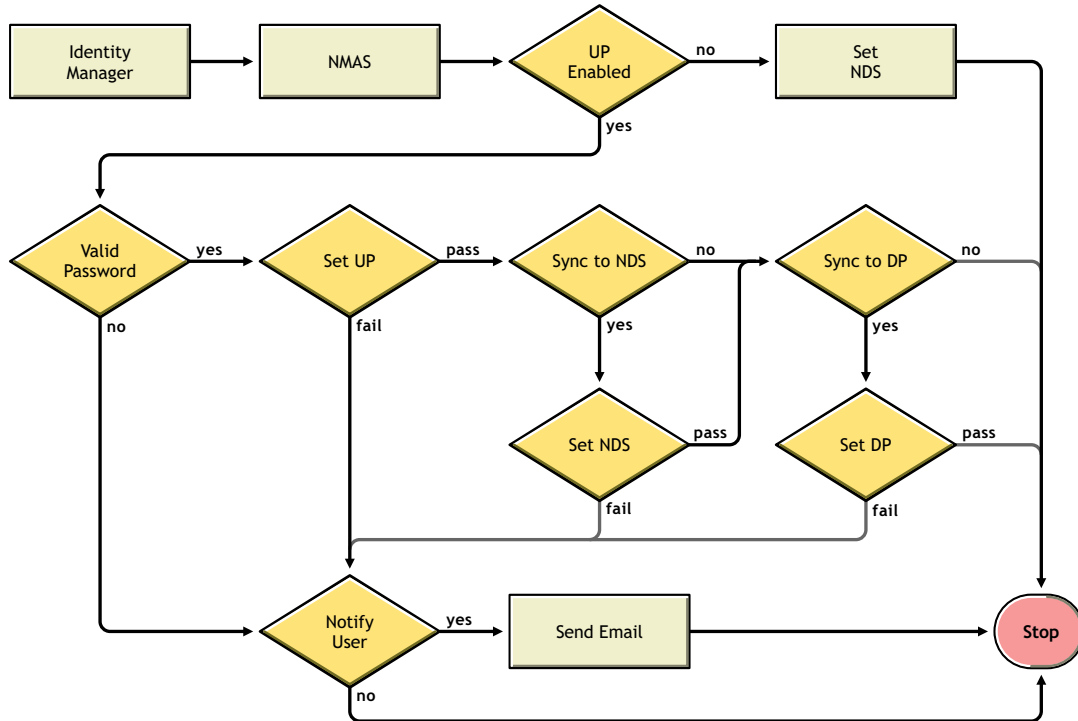 Identity
Manager
NMAS
UP
Enabled
no
Set
NDS
yes
Valid
Password
yes
Set UP
pass
Sync to NDS
no
Sync to DP
no
no
fail
yes
yes
Set NDS
pass
Set DP
pass
fail
fail
Notify
User
yes
Send Email
Stop
no